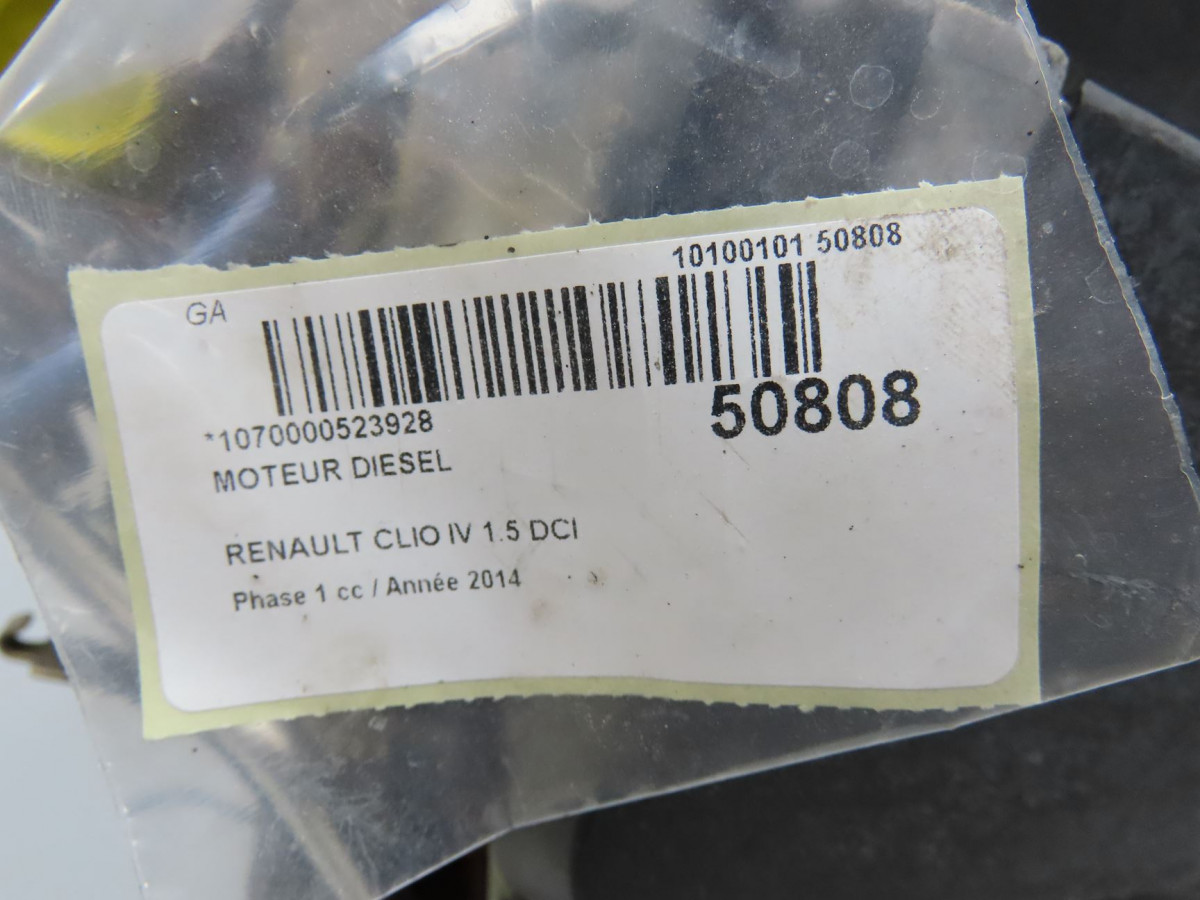 10100101 50808
GA
50808
*1070000523928
MOTEUR DIESEL
RENAULT CLIO IV 1.5 DCI
Phase 1 cc / Année 2014